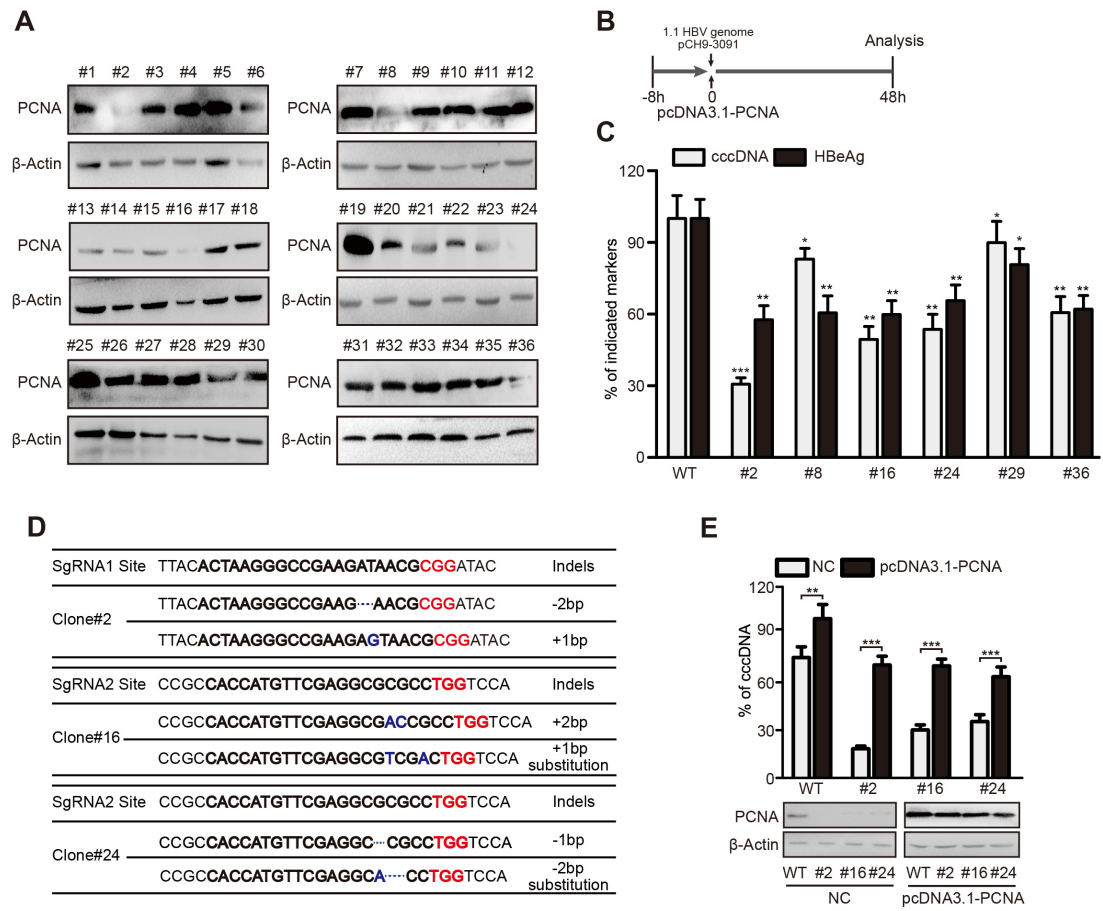 A
#1 #2 #3 #4 #5 #6
PCNA
β-Actin
#7 #8 #9 #10 #11 #12
#13 #14 #15 #16 #17 #18
PCNA
β-Actin
#19 #20 #21 #22 #23 #24
PCNA
β-Actin
#25 #26 #27 #28 #29 #30
PCNA
β-Actin
#31 #32 #33 #34 #35 #36
PCNA
β-Actin
B
1.1 HBV genome
pCH9-3091
Analysis
-8h
0
48h
pcDNA3.1-PCNA
C
cccDNA
HBeAg
% of indicated markers
120
90
60
30
0
***
**
*
**
**
**
**
**
*
*
**
**
WT #2 #8 #16 #24 #29 #36
D
SgRNA1 Site TTACACTAAGGGCCGAAGATAACGCGGATAC Indels
Clone#2
TTACACTAAGGGCCGAAG····AACGCGGATAC -2bp
TTACACTAAGGGCCGAAGAGTAACGCGGATAC +1bp
SgRNA2 Site CCGCCACCATGTTCGAGGCGCGCCTGGTCCA Indels
Clone#16
CCGCCACCATGTTCGAGGCGACCGCCTGGTCCA +2bp
CCGCCACCATGTTCGAGGCGTCGACTGGTCCA +1bp
substitution
SgRNA2 Site CCGCCACCATGTTCGAGGCGCGCCTGGTCCA Indels
Clone#24
CCGCCACCATGTTCGAGGC···CGCCTGGTCCA -1bp
CCGCCACCATGTTCGAGGCA·····CCTGGTCCA -2bp
substitution
E
NC
pcDNA3.1-PCNA
% of cccDNA
120
90
60
30
0
**
***
***
***
WT #2 #16 #24
PCNA
β-Actin
WT #2 #16 #24 WT #2 #16 #24
NC pcDNA3.1-PCNA